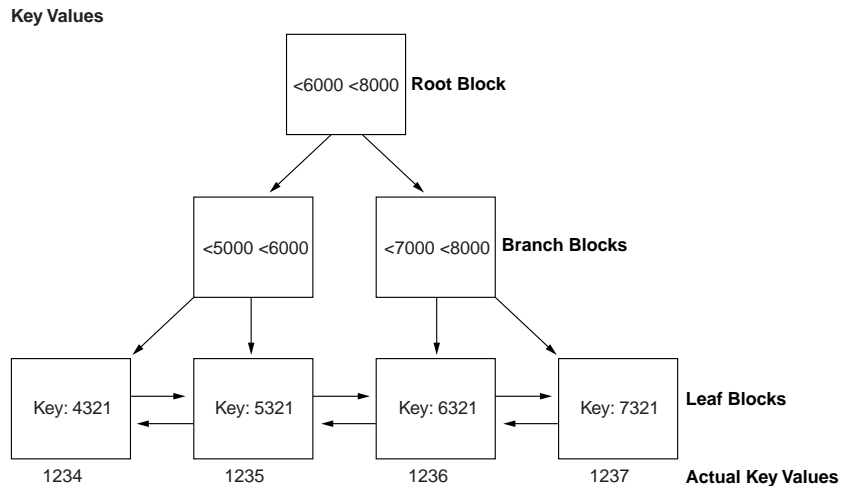 Key Values
<6000 <8000 Root Block
<5000 <6000 <7000 <8000 Branch Blocks
Key: 4321 Key: 5321 Key: 6321 Key: 7321 Leaf Blocks
1234 1235 1236 1237 Actual Key Values